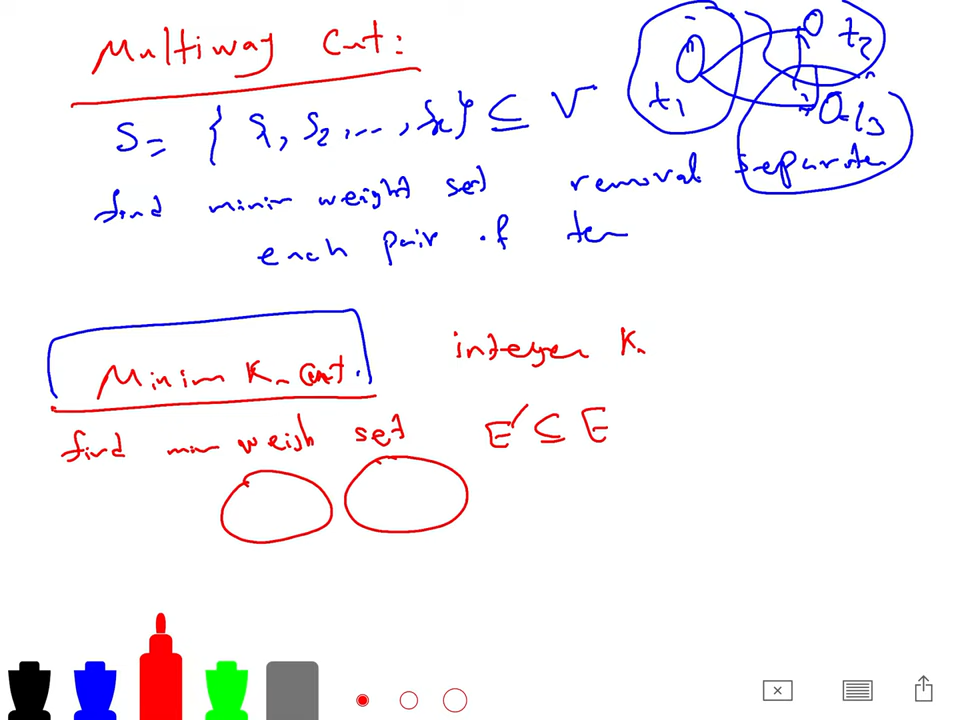 Multiway Cut:
t1 t2 t3
S = { s1, s2, ..., sk } ⊆ V
find minim weight set removal separates
each pair of ter
Minim K-cut. integer K
find min weigh set E' ⊆ E